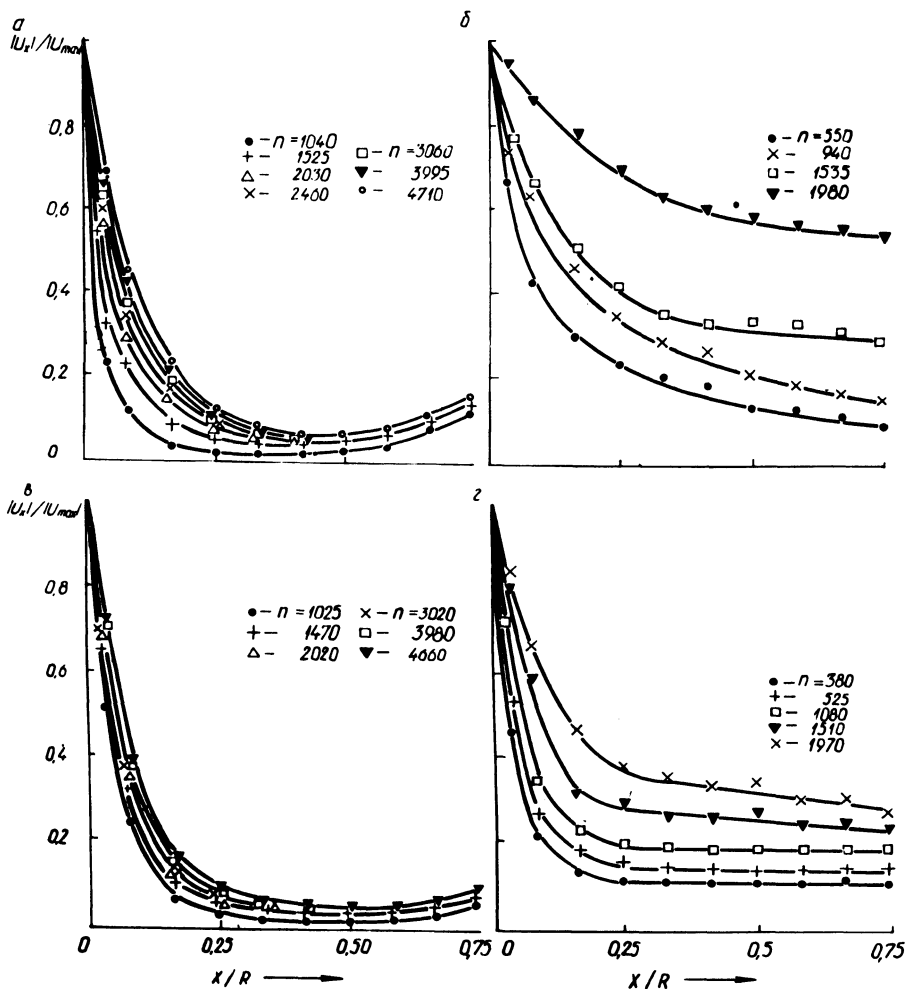 а
|Uₓ|/|Uₘₐₓ|
0,8
0,6
0,4
0,2
0
● – n = 1040
+ – 1525
△ – 2030
× – 2460
□ – n = 3060
▼ – 3995
○ – 4710
б
● – n = 550
× – 940
□ – 1535
▼ – 1980
в
|Uₓ|/|Uₘₐₓ|
0,8
0,6
0,4
0,2
● – n = 1025
+ – 1470
△ – 2020
× – n = 3020
□ – 3980
▼ – 4660
0 0,25 0,50 0,75
X/R
г
● – n = 380
+ – 525
□ – 1080
▼ – 1510
× – 1970
0 0,25 0,5 0,75
X/R